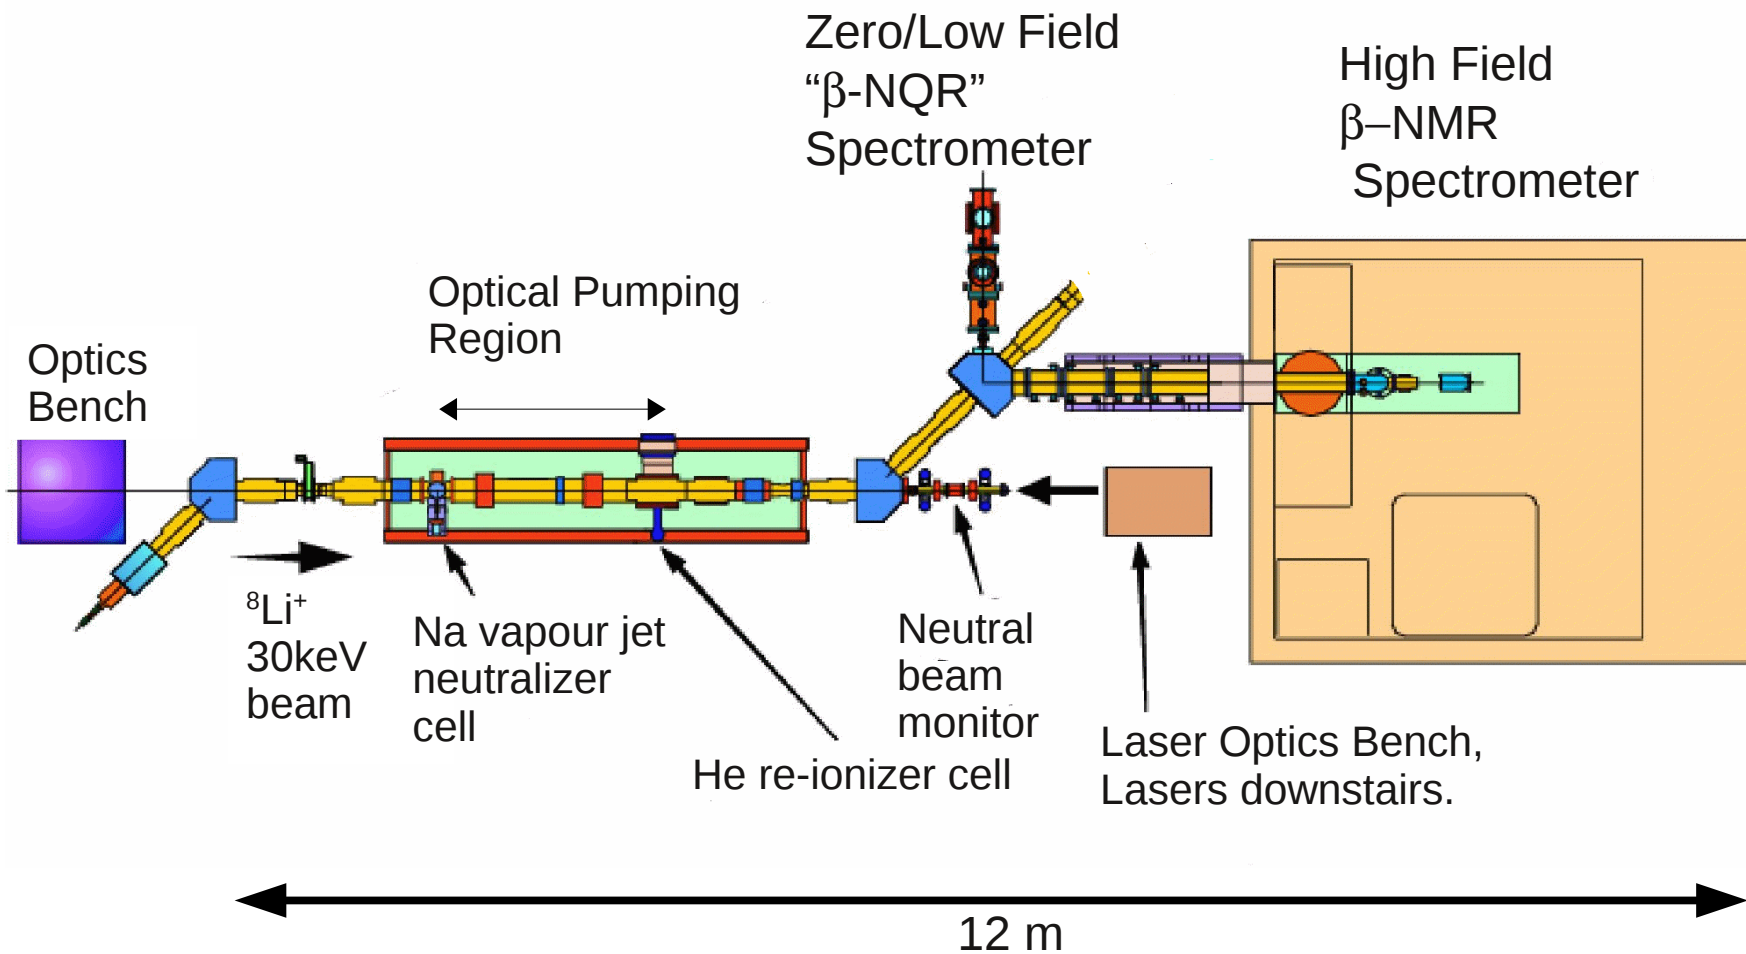 Zero/Low Field
“β-NQR”
Spectrometer
High Field
β–NMR
Spectrometer
Optical Pumping
Region
Optics
Bench
⁸Li⁺
30keV
beam
Na vapour jet
neutralizer
cell
He re-ionizer cell
Neutral
beam
monitor
Laser Optics Bench,
Lasers downstairs.
12 m